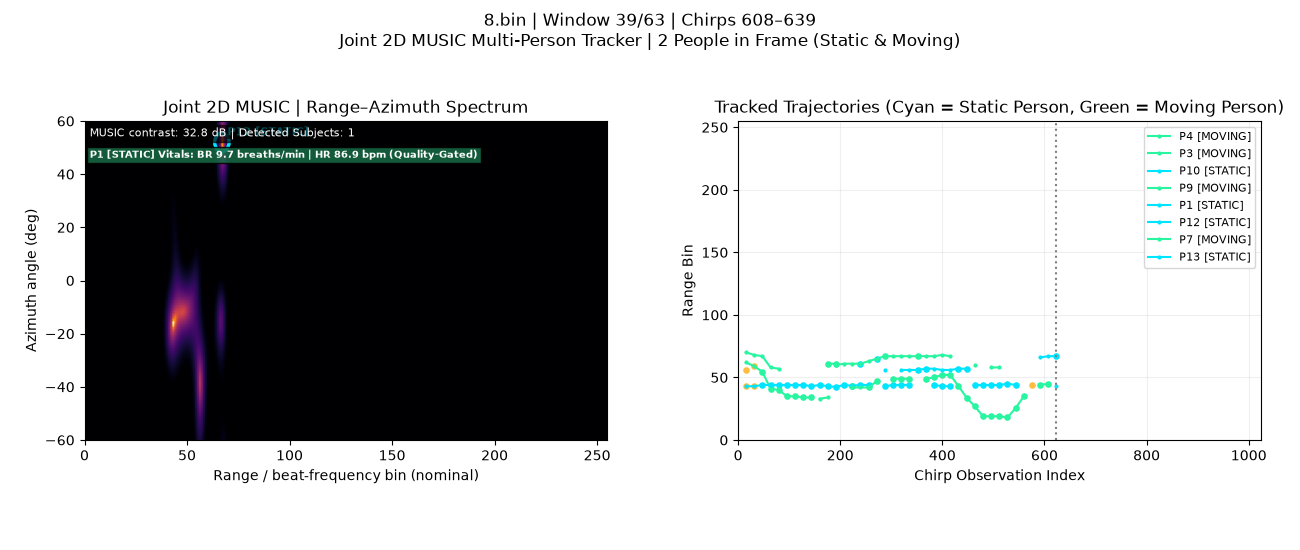 8.bin | Window 39/63 | Chirps 608–639
Joint 2D MUSIC Multi-Person Tracker | 2 People in Frame (Static & Moving)
Joint 2D MUSIC | Range–Azimuth Spectrum
MUSIC contrast: 32.8 dB | Detected Subjects: 1
P1 [STATIC] Vitals: BR 9.7 breaths/min | HR 86.9 bpm (Quality-Gated)
60
40
20
0
−20
−40
−60
Azimuth angle (deg)
0
50
100
150
200
250
Range / beat-frequency bin (nominal)
Tracked Trajectories (Cyan = Static Person, Green = Moving Person)
250
200
150
100
50
0
Range Bin
P4 [MOVING]
P3 [MOVING]
P10 [STATIC]
P9 [MOVING]
P1 [STATIC]
P12 [STATIC]
P7 [MOVING]
P13 [STATIC]
0
200
400
600
800
1000
Chirp Observation Index